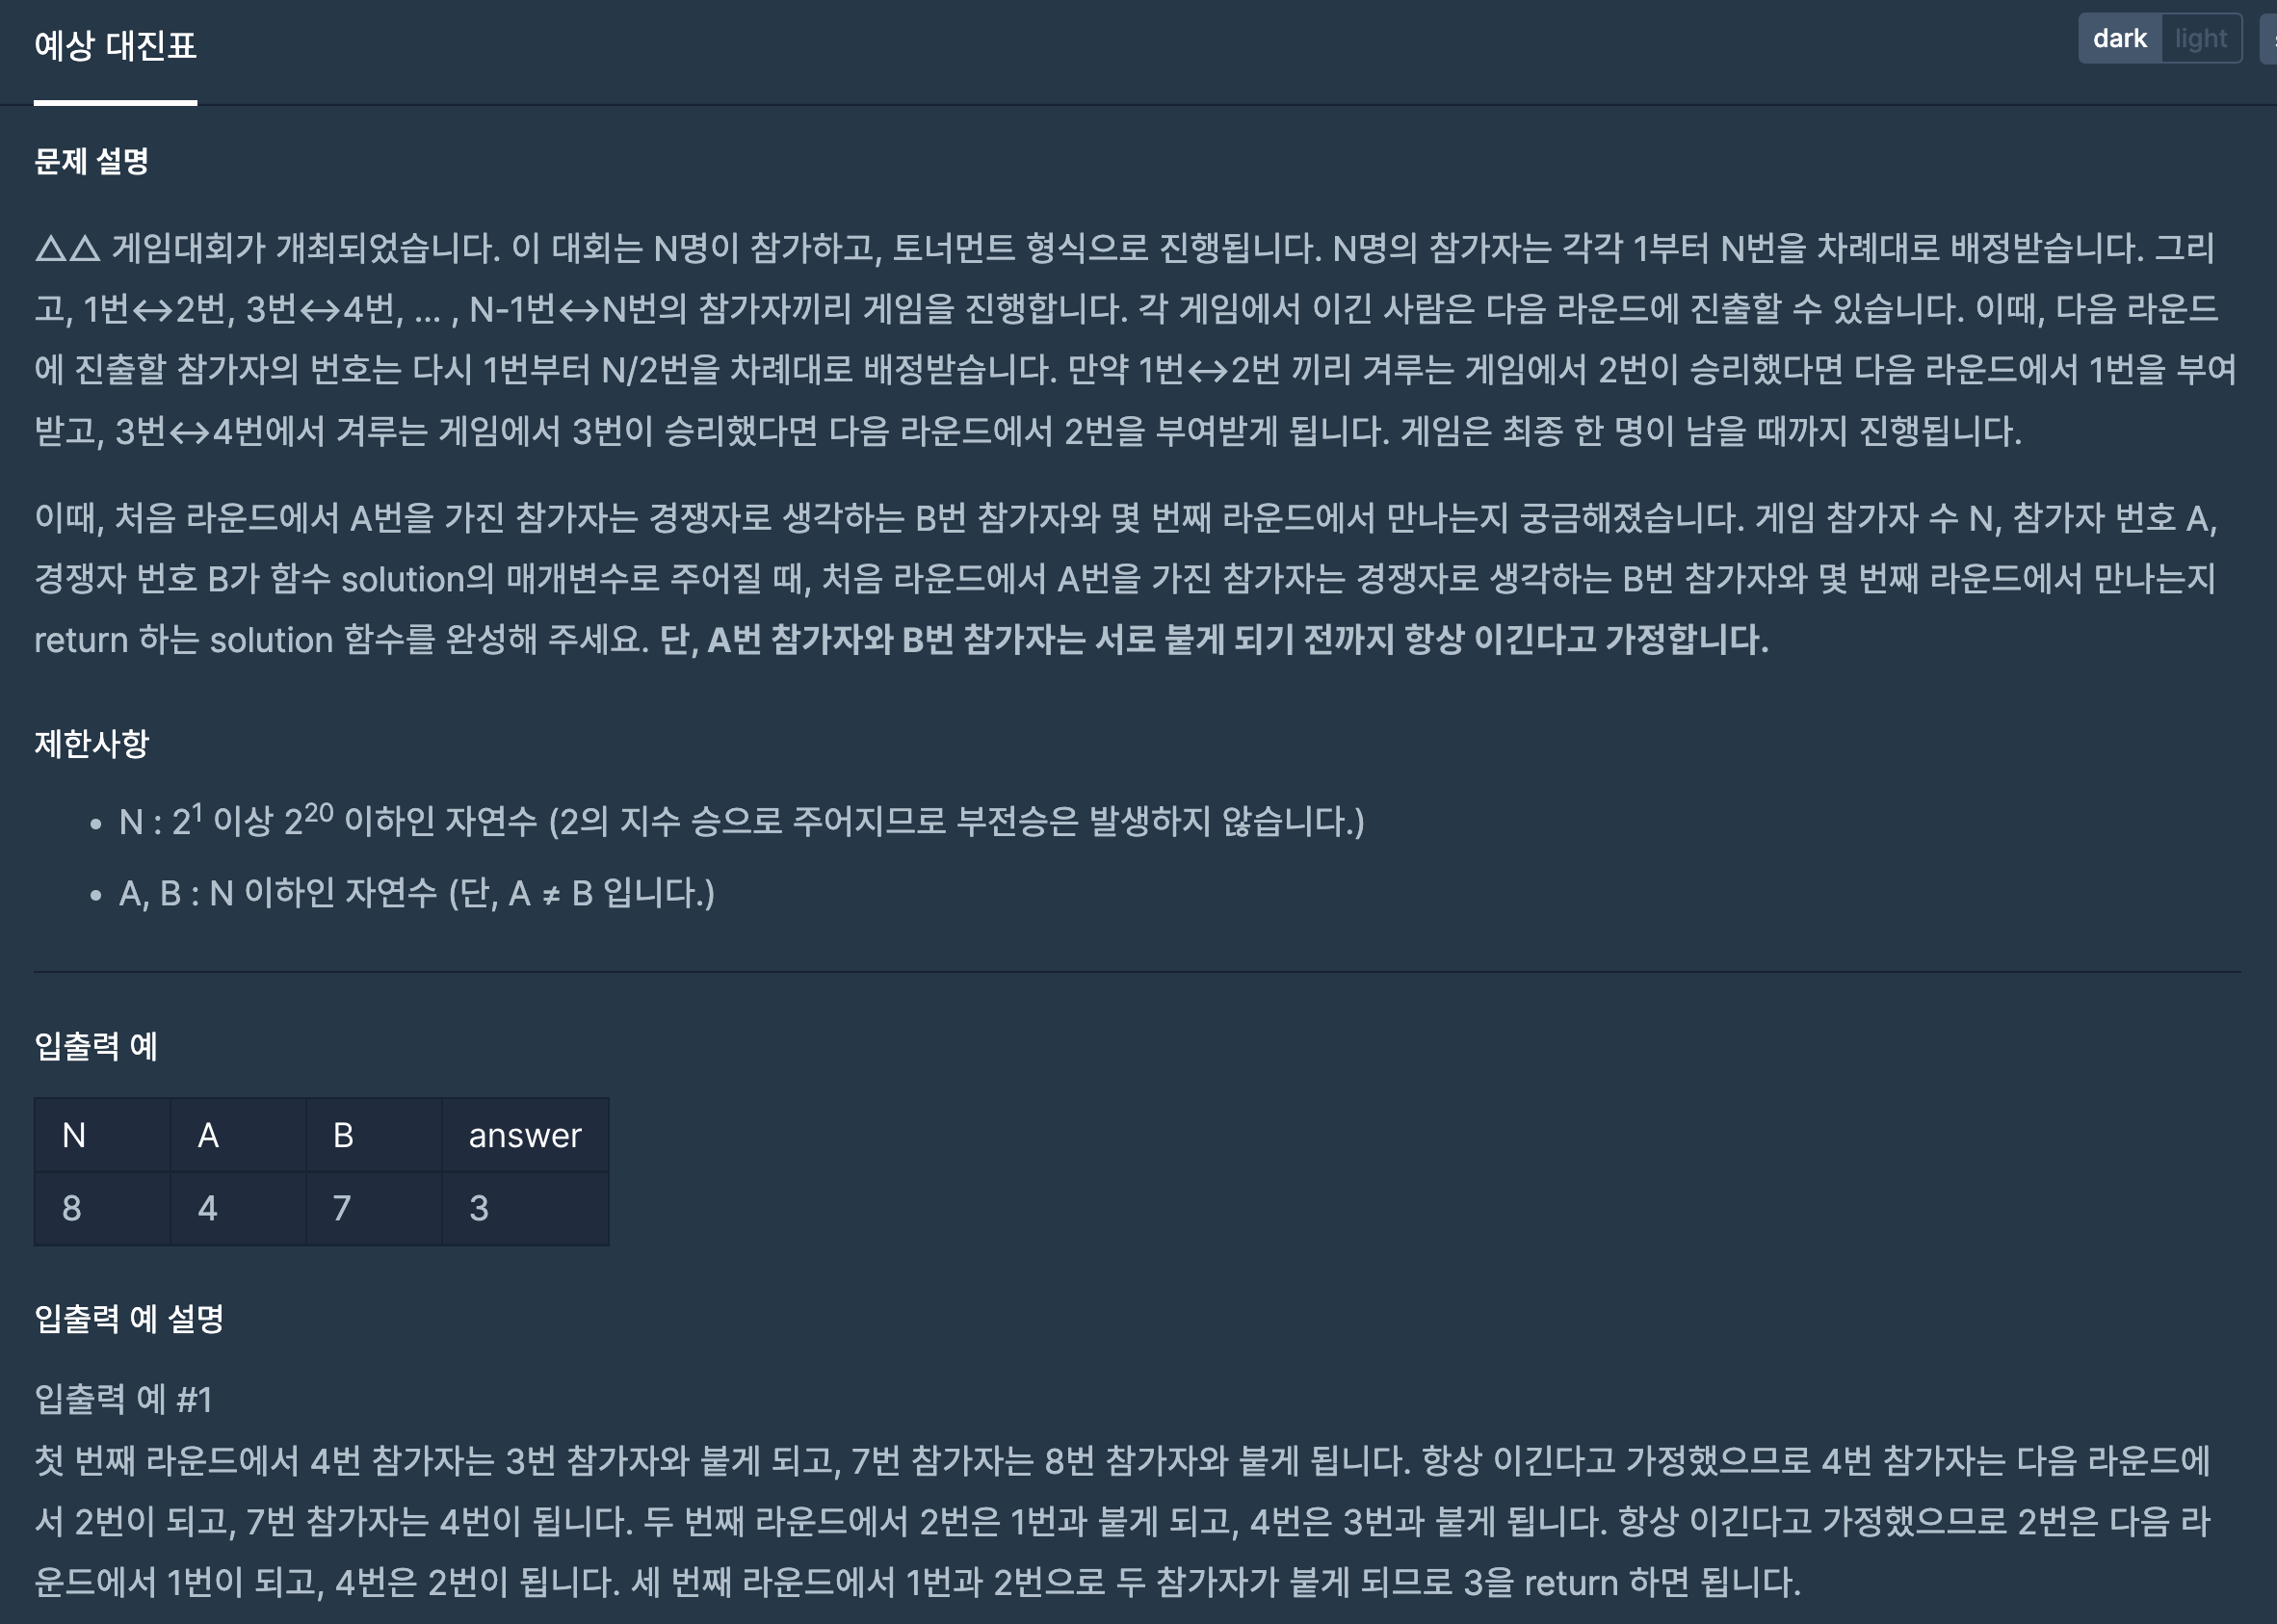 예상 대진표
dark light
문제 설명
△△ 게임대회가 개최되었습니다. 이 대회는 N명이 참가하고, 토너먼트 형식으로 진행됩니다. N명의 참가자는 각각 1부터 N번을 차례대로 배정받습니다. 그리
고, 1번↔2번, 3번↔4번, ... , N-1번↔N번의 참가자끼리 게임을 진행합니다. 각 게임에서 이긴 사람은 다음 라운드에 진출할 수 있습니다. 이때, 다음 라운드
에 진출할 참가자의 번호는 다시 1번부터 N/2번을 차례대로 배정받습니다. 만약 1번↔2번 끼리 겨루는 게임에서 2번이 승리했다면 다음 라운드에서 1번을 부여
받고, 3번↔4번에서 겨루는 게임에서 3번이 승리했다면 다음 라운드에서 2번을 부여받게 됩니다. 게임은 최종 한 명이 남을 때까지 진행됩니다.
이때, 처음 라운드에서 A번을 가진 참가자는 경쟁자로 생각하는 B번 참가자와 몇 번째 라운드에서 만나는지 궁금해졌습니다. 게임 참가자 수 N, 참가자 번호 A,
경쟁자 번호 B가 함수 solution의 매개변수로 주어질 때, 처음 라운드에서 A번을 가진 참가자는 경쟁자로 생각하는 B번 참가자와 몇 번째 라운드에서 만나는지
return 하는 solution 함수를 완성해 주세요. 단, A번 참가자와 B번 참가자는 서로 붙게 되기 전까지 항상 이긴다고 가정합니다.
제한사항
• N : 2¹ 이상 2²⁰ 이하인 자연수 (2의 지수 승으로 주어지므로 부전승은 발생하지 않습니다.)
• A, B : N 이하인 자연수 (단, A ≠ B 입니다.)
입출력 예
N A B answer
8 4 7 3
입출력 예 설명
입출력 예 #1
첫 번째 라운드에서 4번 참가자는 3번 참가자와 붙게 되고, 7번 참가자는 8번 참가자와 붙게 됩니다. 항상 이긴다고 가정했으므로 4번 참가자는 다음 라운드에
서 2번이 되고, 7번 참가자는 4번이 됩니다. 두 번째 라운드에서 2번은 1번과 붙게 되고, 4번은 3번과 붙게 됩니다. 항상 이긴다고 가정했으므로 2번은 다음 라
운드에서 1번이 되고, 4번은 2번이 됩니다. 세 번째 라운드에서 1번과 2번으로 두 참가자가 붙게 되므로 3을 return 하면 됩니다.